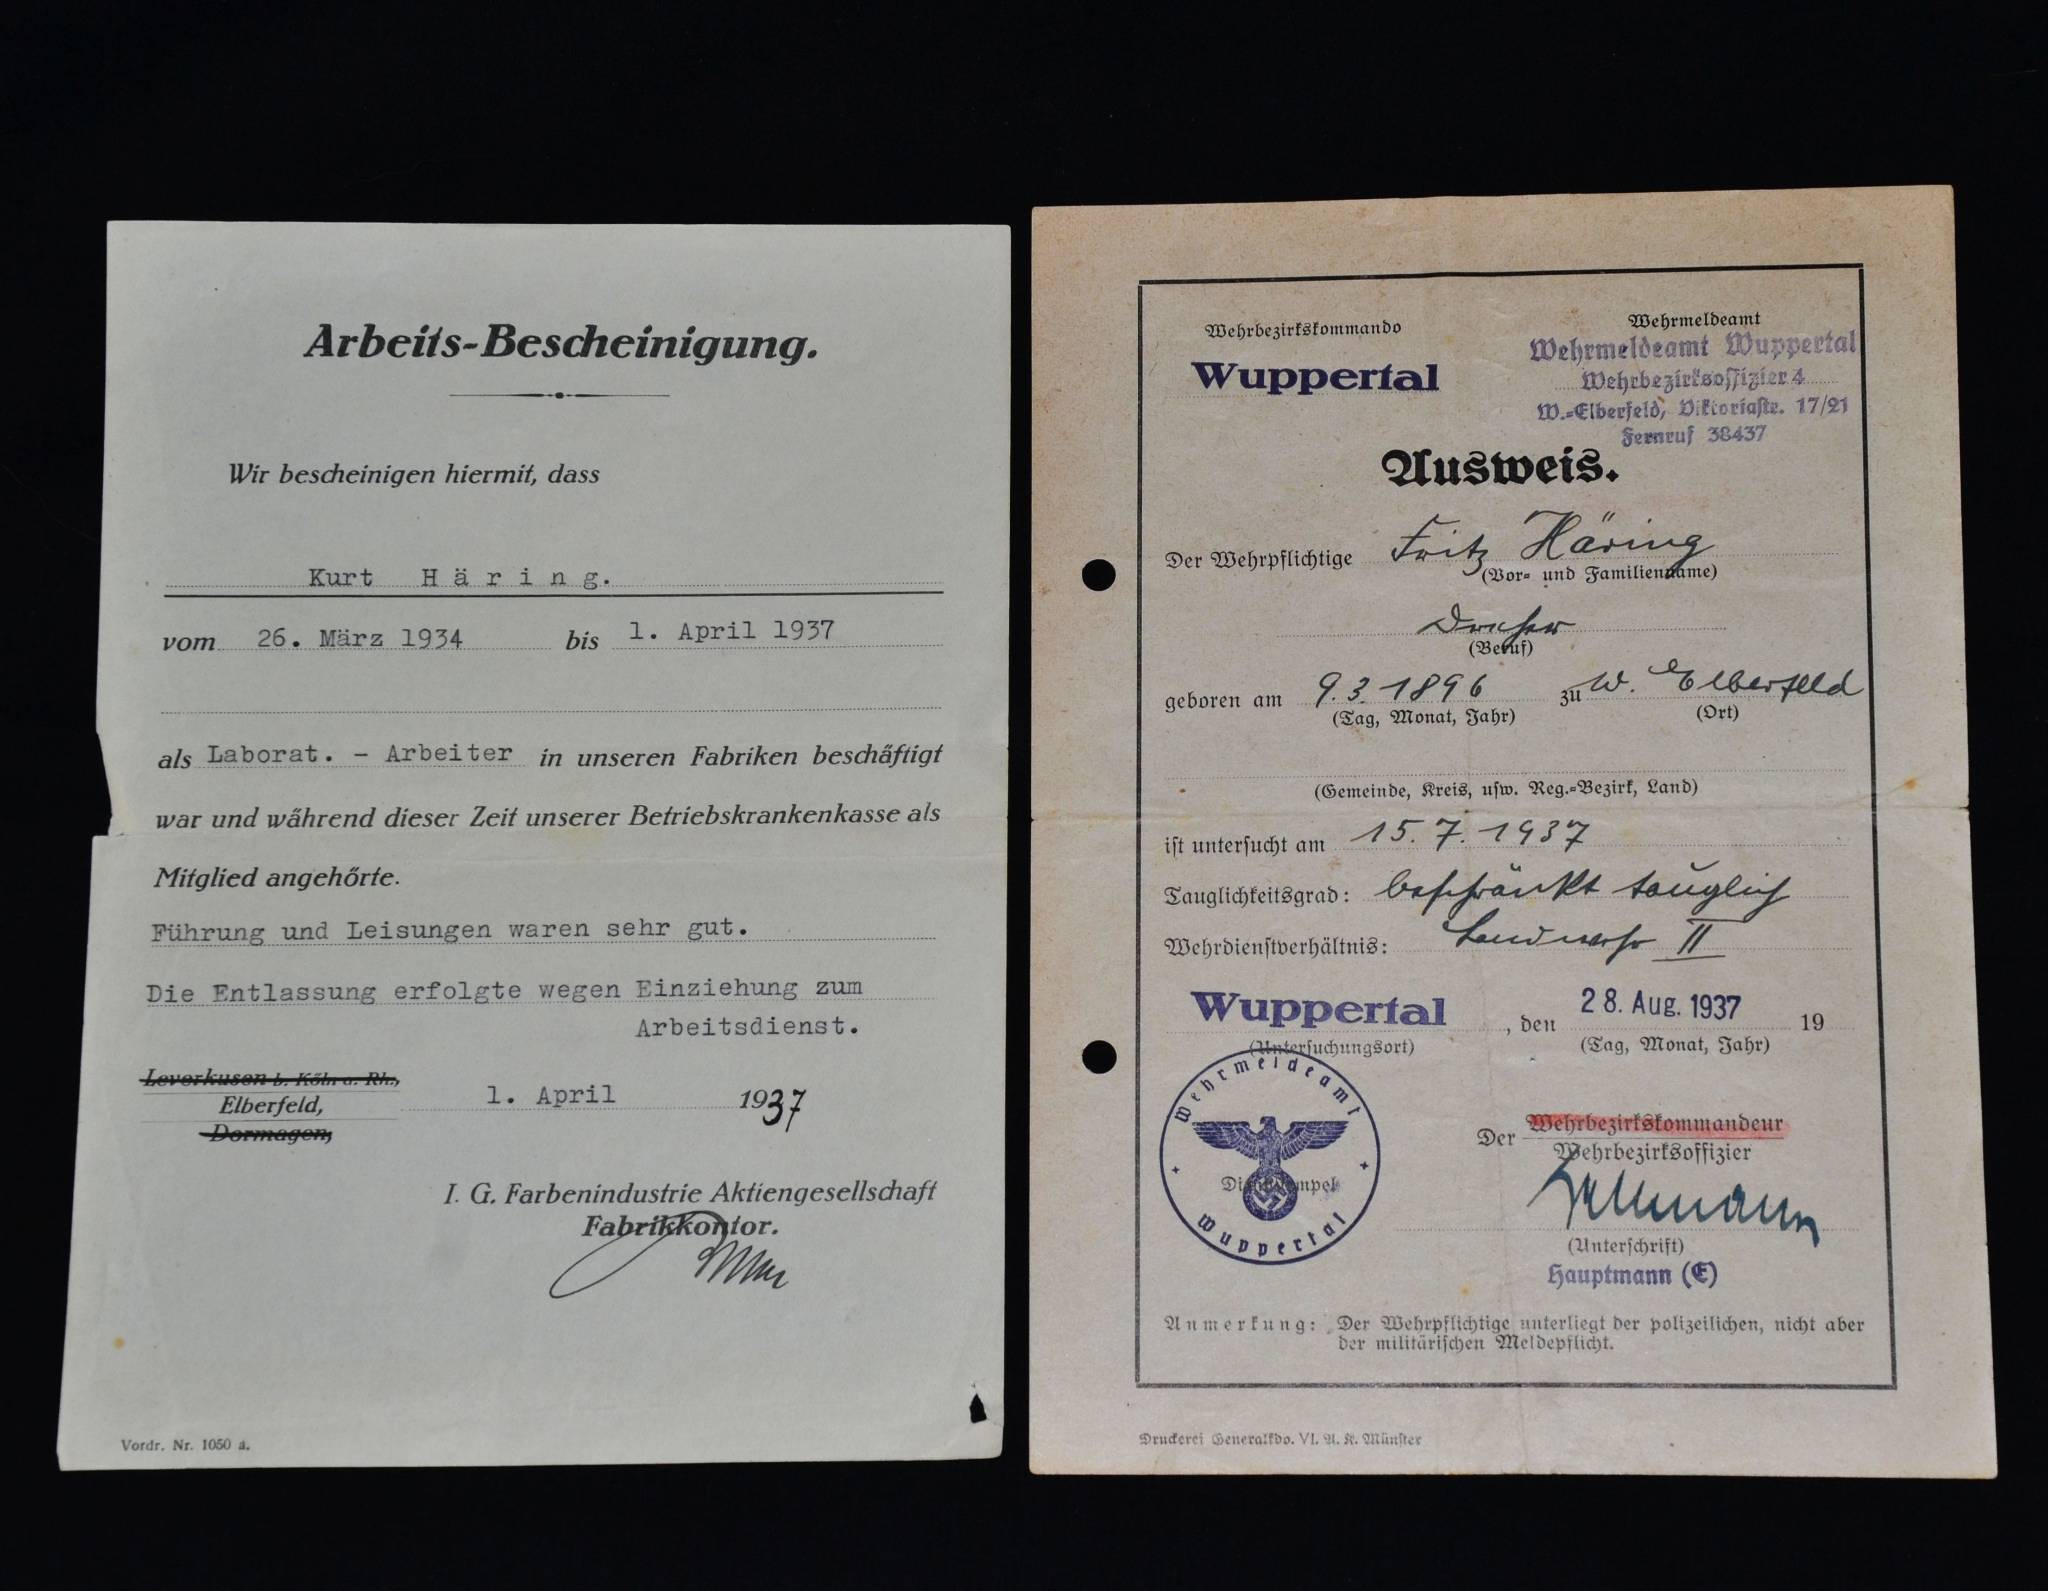 Arbeits-Bescheinigung.
Wir bescheinigen hiermit, dass
Kurt Häring.
vom 26. März 1934 bis 1. April 1937
als Laborat. - Arbeiter in unseren Fabriken beschäftigt
war und während dieser Zeit unserer Betriebskrankenkasse als
Mitglied angehörte.
Führung und Leisungen waren sehr gut.
Die Entlassung erfolgte wegen Einziehung zum
Arbeitsdienst.
Leverkusen b. Köln a. Rh.,
Elberfeld,
Dormagen,
1. April 1937
I. G. Farbenindustrie Aktiengesellschaft
Fabrikkontor.
Vordr. Nr. 1050 a.
Wehrbezirkskommando
Wuppertal
Wehrmeldeamt
Wehrmeldeamt Wuppertal
Wehrbezirksoffizier 4
W.-Elberfeld, Viktoriastr. 17/21
Fernruf 38437
Ausweis.
Der Wehrpflichtige Fritz Häring
(Vor- und Familienname)
Dreher
(Beruf)
geboren am 9.3.1896 zu W. Elberfeld
(Tag, Monat, Jahr) (Ort)
(Gemeinde, Kreis, usw. Reg.-Bezirk, Land)
ist untersucht am 15.7.1937
Tauglichkeitsgrad: beschränkt tauglich
Wehrdienstverhältnis: Landwehr II
Wuppertal, den 28. Aug. 1937 19
(Untersuchungsort) (Tag, Monat, Jahr)
Wehrmeldeamt
Dienststempel
Wuppertal
Der Wehrbezirkskommandeur
Wehrbezirksoffizier
(Unterschrift)
Hauptmann (E)
Anmerkung: Der Wehrpflichtige unterliegt der polizeilichen, nicht aber
der militärischen Meldepflicht.
Druckerei Generalkdo. VI. A. K. Münster